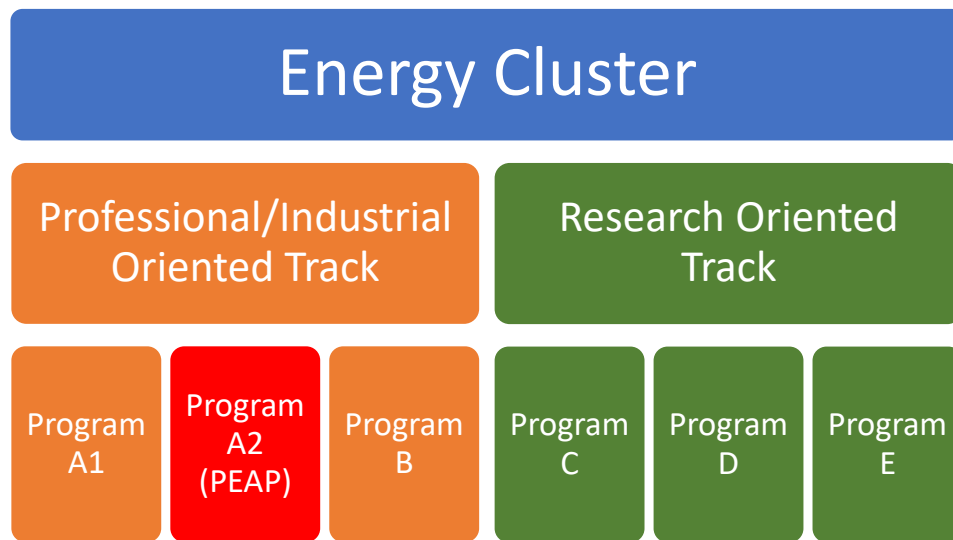 Energy Cluster
Professional/Industrial
Oriented Track
Research Oriented
Track
Program
A1
Program
A2
(PEAP)
Program
B
Program
C
Program
D
Program
E